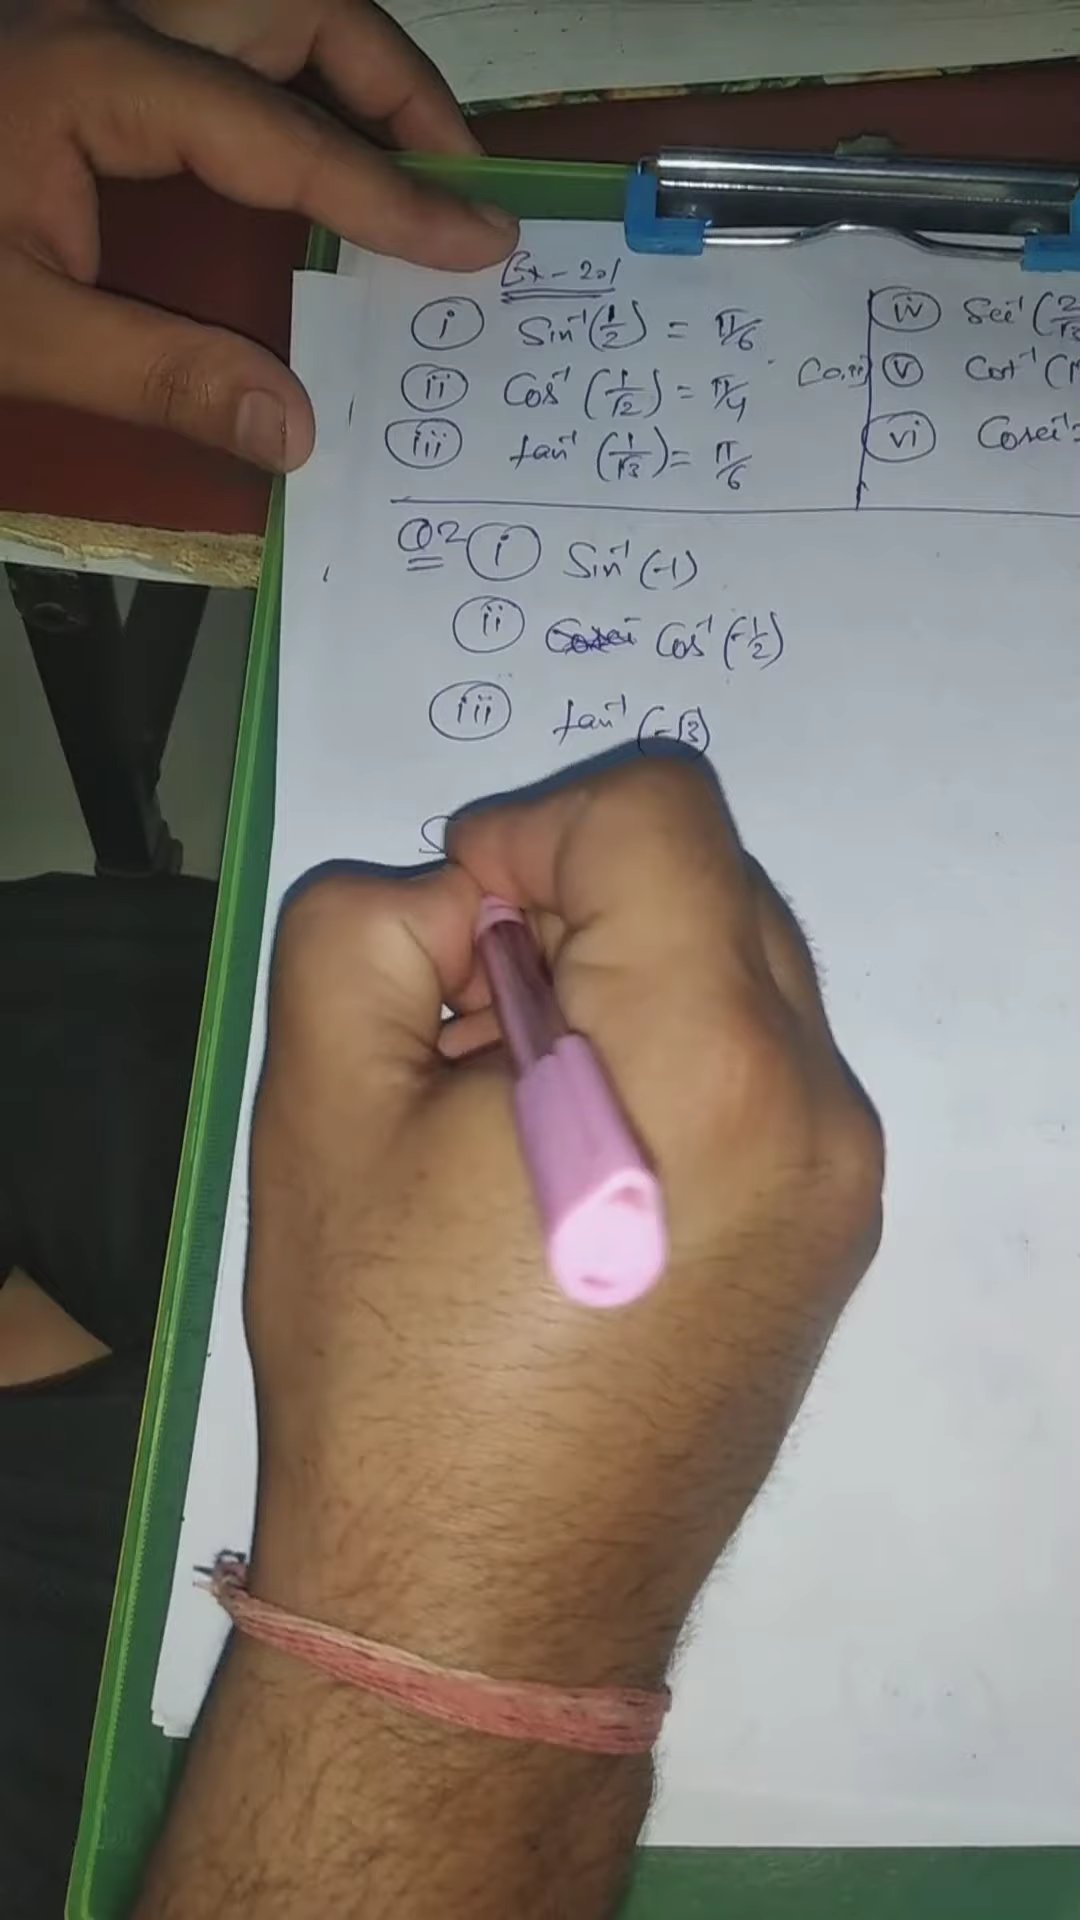 Ex - 2.1
(i) Sin⁻¹(1/2) = π/6
(ii) Cos⁻¹(1/√2) = π/4
(iii) tan⁻¹(1/√3) = π/6
(iv) Sec⁻¹(2/√3
(v) Cot⁻¹(1
(vi) Cosec⁻¹=
Q2 (i) Sin⁻¹(-1)
(ii) Cos⁻¹(-1/2)
(iii) tan⁻¹(-√3)
S